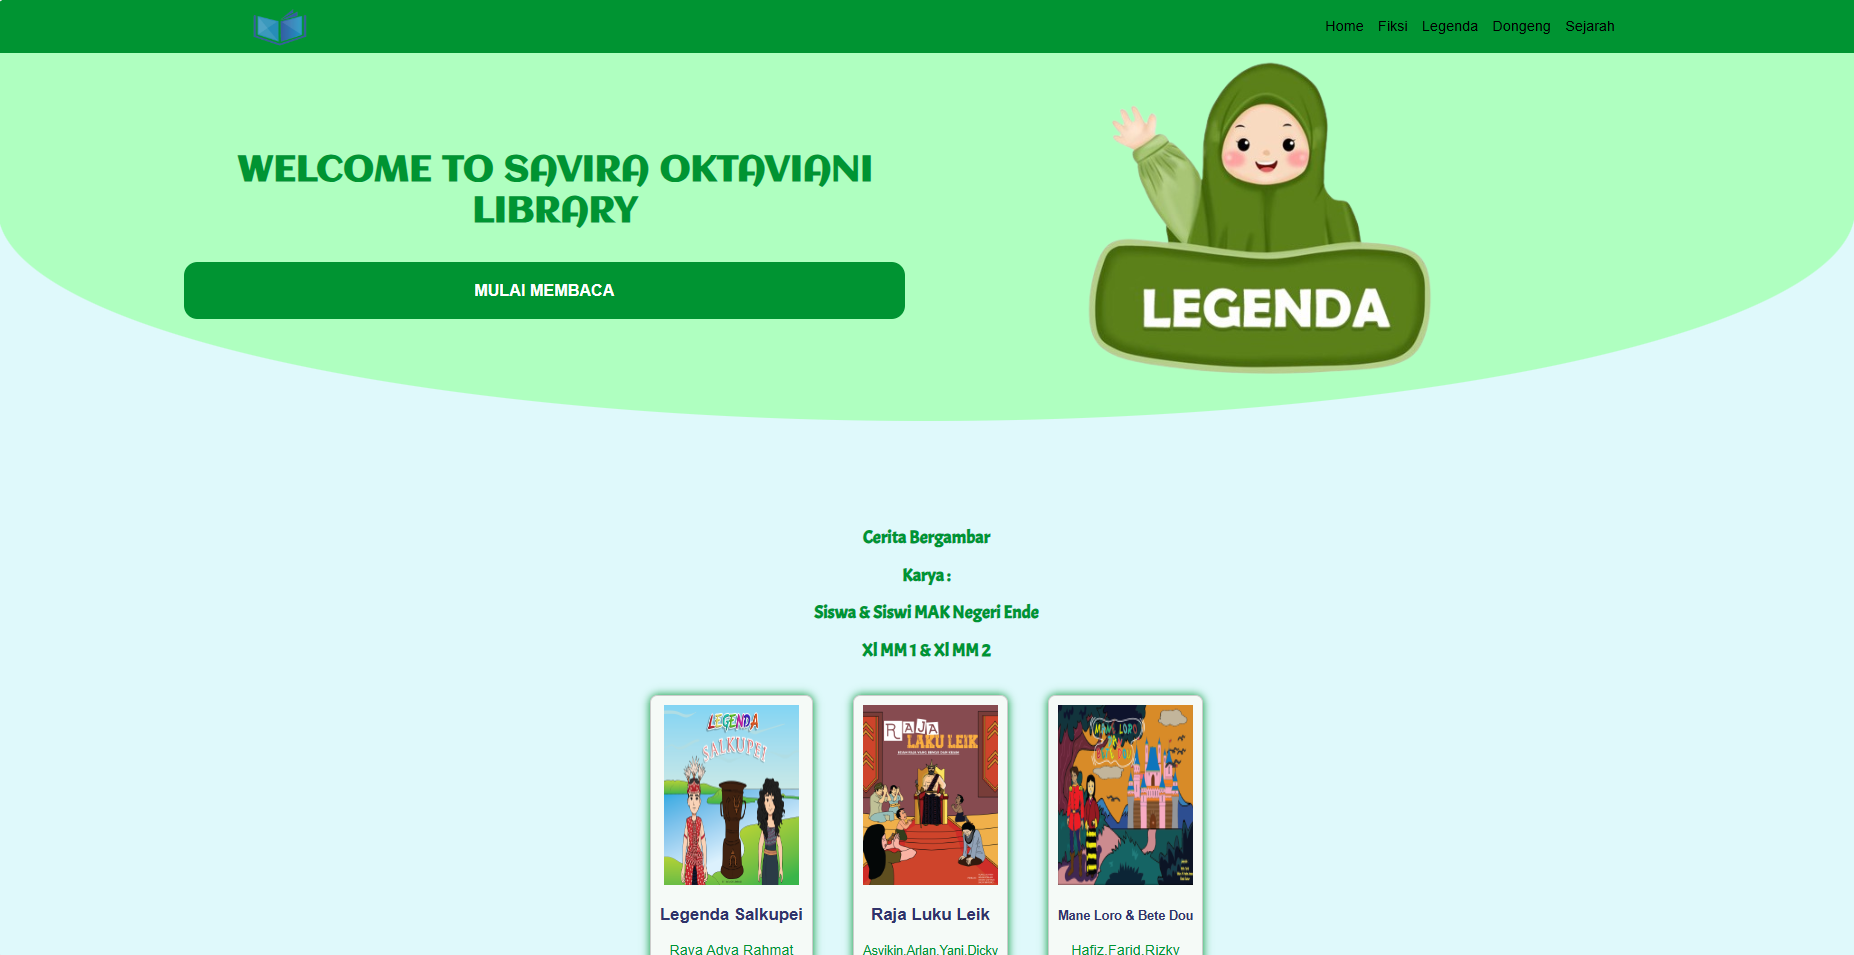 Home Fiksi Legenda Dongeng Sejarah
WELCOME TO SAVIRA OKTAVIANI
LIBRARY
MULAI MEMBACA
LEGENDA
Cerita Bergambar
Karya :
Siswa & Siswi MAK Negeri Ende
XI MM 1 & XI MM 2
LEGENDA
SALKUPEI
RAJA
LAKU LEIK
MANE LORO
Legenda Salkupei
Raja Luku Leik
Mane Loro & Bete Dou
Raya Adya Rahmat
Asyikin,Arlan,Yani,Dicky
Hafiz,Farid,Rizky